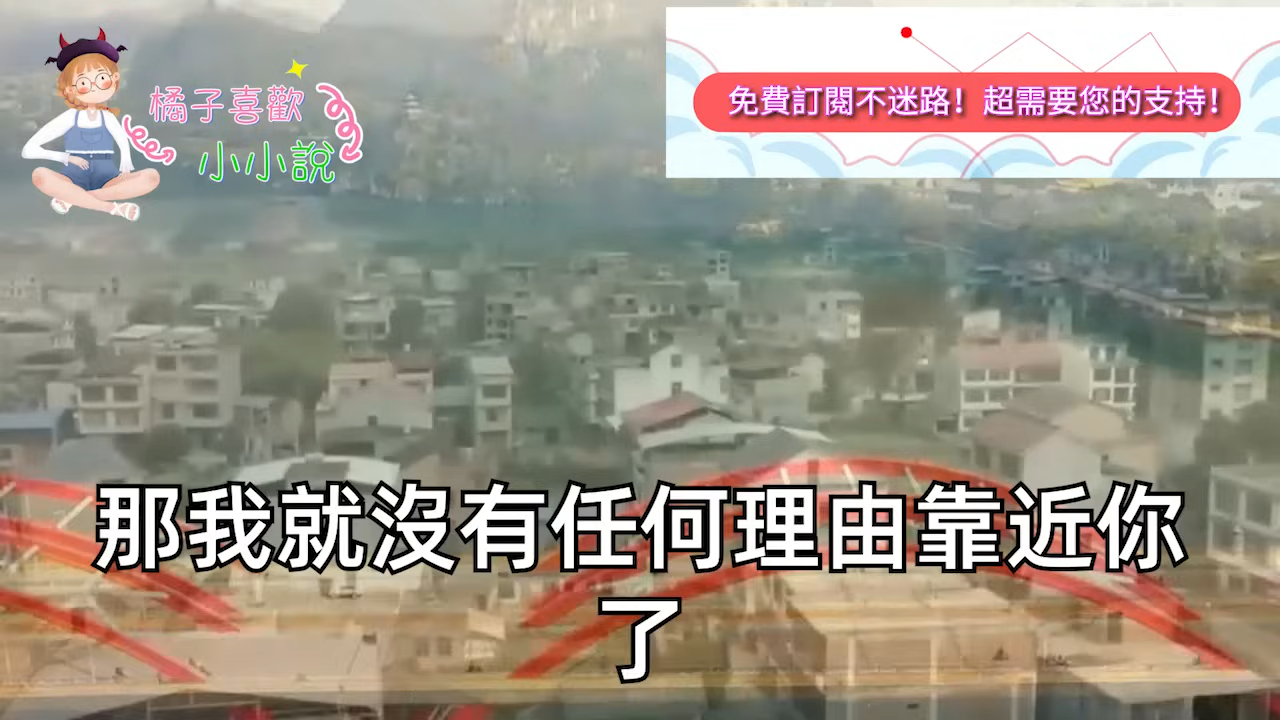 橘子喜歡
小小說
免費訂閱不迷路！超需要您的支持！
那我就沒有任何理由靠近你
了